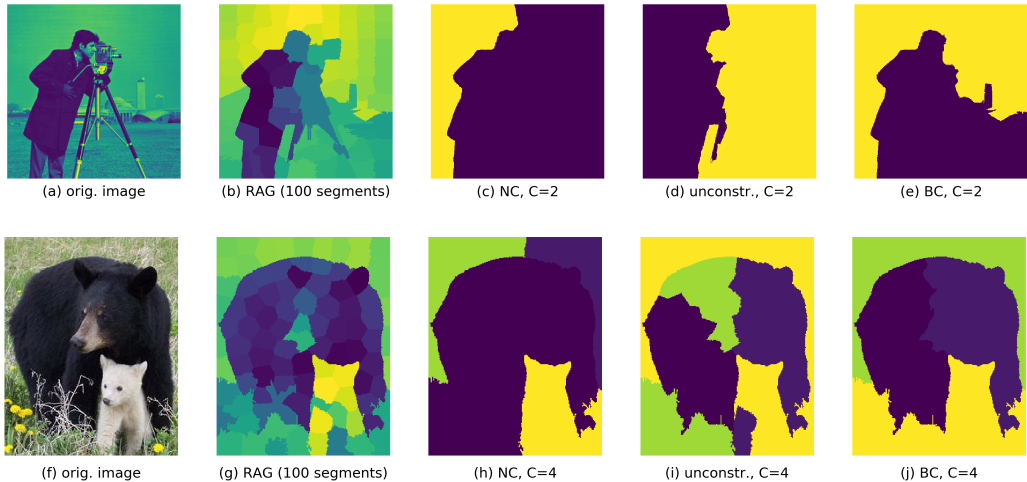 (a) orig. image
(b) RAG (100 segments)
(c) NC, C=2
(d) unconstr., C=2
(e) BC, C=2
(f) orig. image
(g) RAG (100 segments)
(h) NC, C=4
(i) unconstr., C=4
(j) BC, C=4